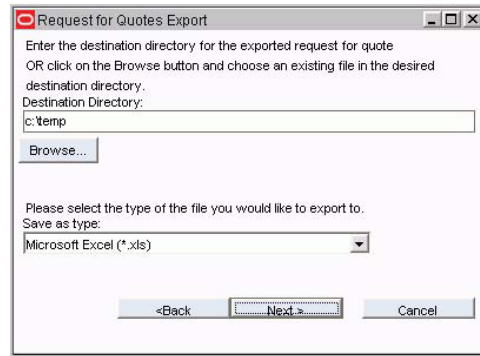 Request for Quotes Export
Enter the destination directory for the exported request for quote
OR click on the Browse button and choose an existing file in the desired
destination directory.
Destination Directory:
c:\temp
Browse...
Please select the type of the file you would like to export to.
Save as type:
Microsoft Excel (*.xls)
<Back Next > Cancel